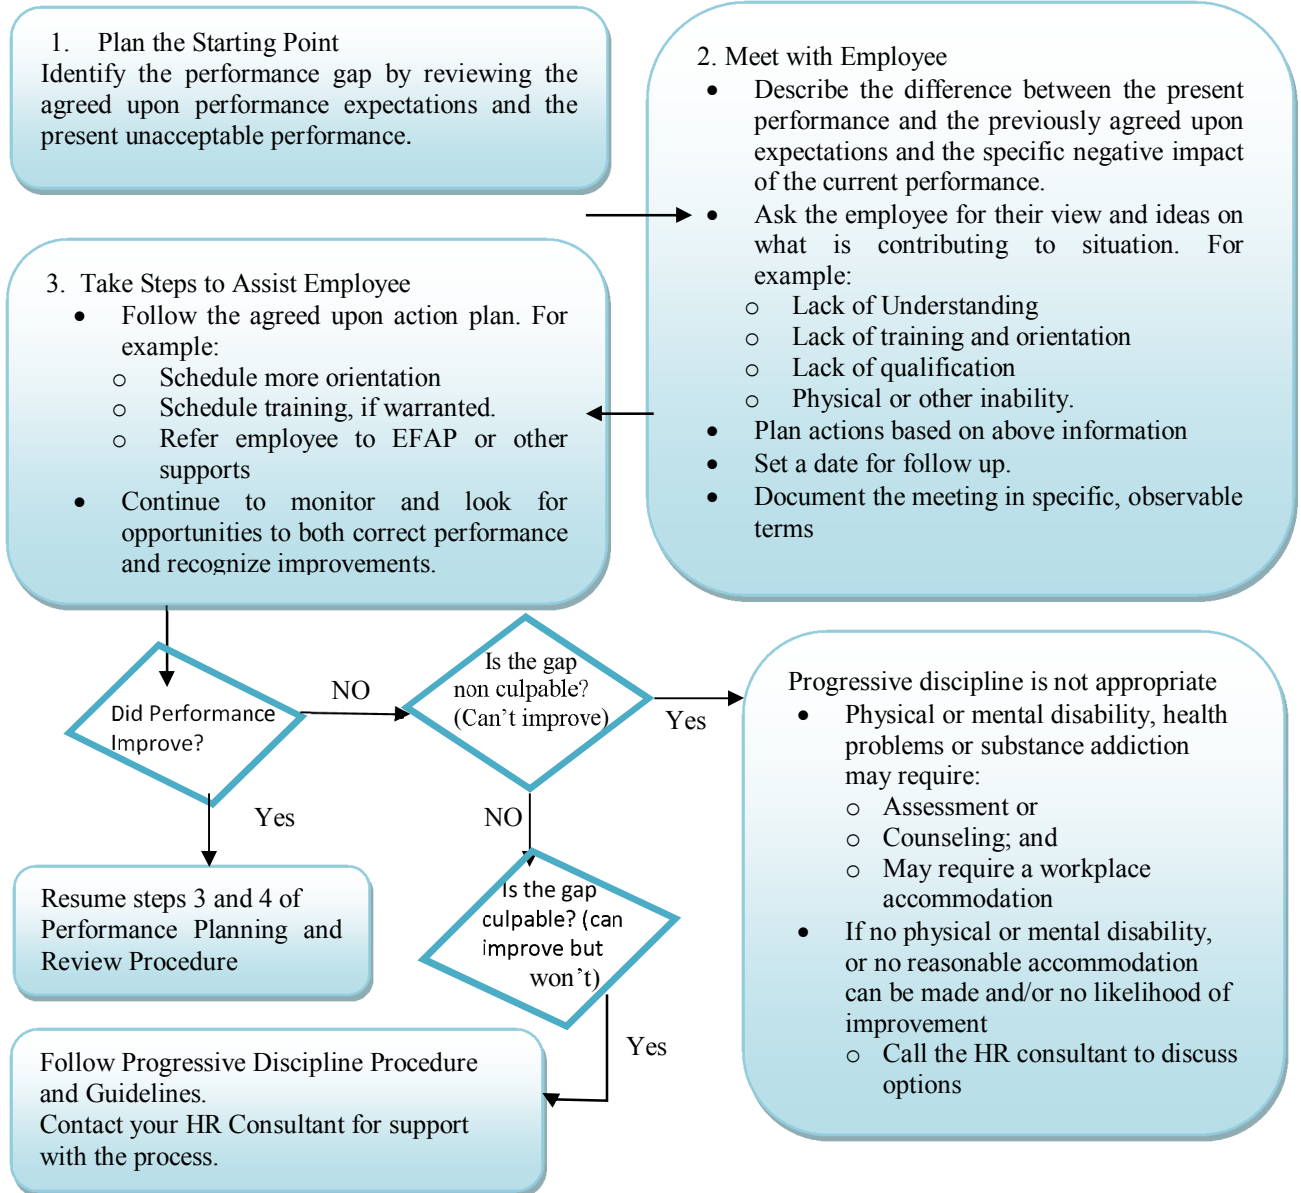 1. Plan the Starting Point
Identify the performance gap by reviewing the
agreed upon performance expectations and the
present unacceptable performance.
2. Meet with Employee
• Describe the difference between the present
performance and the previously agreed upon
expectations and the specific negative impact
of the current performance.
• Ask the employee for their view and ideas on
what is contributing to situation. For
example:
o Lack of Understanding
o Lack of training and orientation
o Lack of qualification
o Physical or other inability.
• Plan actions based on above information
• Set a date for follow up.
• Document the meeting in specific, observable
terms
3. Take Steps to Assist Employee
• Follow the agreed upon action plan. For
example:
o Schedule more orientation
o Schedule training, if warranted.
o Refer employee to EFAP or other
supports
• Continue to monitor and look for
opportunities to both correct performance
and recognize improvements.
Did Performance
Improve?
NO
Is the gap
non culpable?
(Can't improve)
Yes
Progressive discipline is not appropriate
• Physical or mental disability, health
problems or substance addiction
may require:
o Assessment or
o Counseling; and
o May require a workplace
accommodation
• If no physical or mental disability,
or no reasonable accommodation
can be made and/or no likelihood of
improvement
o Call the HR consultant to discuss
options
Yes
NO
Resume steps 3 and 4 of
Performance Planning and
Review Procedure
Is the gap
culpable? (can
improve but
won't)
Yes
Follow Progressive Discipline Procedure
and Guidelines.
Contact your HR Consultant for support
with the process.